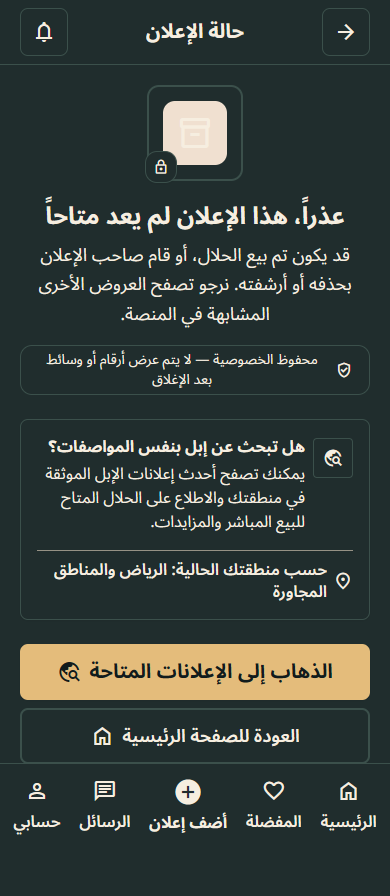 حالة الإعلان
عذراً، هذا الإعلان لم يعد متاحاً
قد يكون تم بيع الحلال، أو قام صاحب الإعلان
بحذفه أو أرشفته. نرجو تصفح العروض الأخرى
المشابهة في المنصة.
محفوظ الخصوصية — لا يتم عرض أرقام أو وسائط
بعد الإغلاق
هل تبحث عن إبل بنفس المواصفات؟
يمكنك تصفح أحدث إعلانات الإبل الموثقة
في منطقتك والاطلاع على الحلال المتاح
للبيع المباشر والمزايدات.
حسب منطقتك الحالية: الرياض والمناطق
المجاورة
الذهاب إلى الإعلانات المتاحة
العودة للصفحة الرئيسية
الرئيسية
المفضلة
أضف إعلان
الرسائل
حسابي